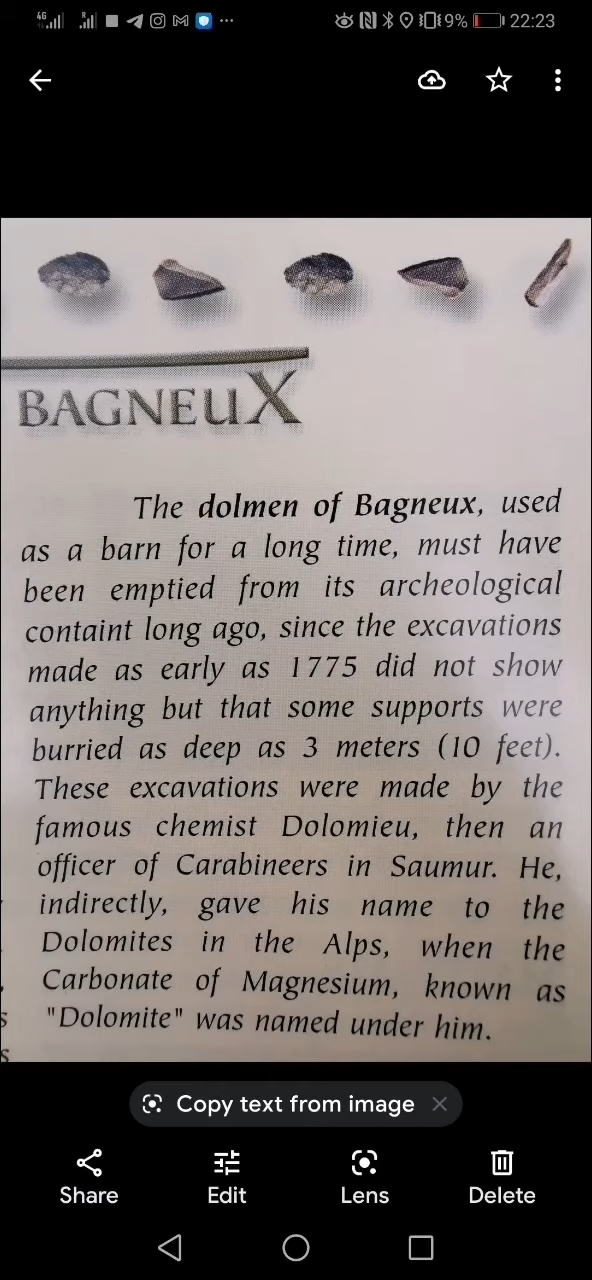 4G
R
9%
22:23
BAGNEUX
The dolmen of Bagneux, used
as a barn for a long time, must have
been emptied from its archeological
containt long ago, since the excavations
made as early as 1775 did not show
anything but that some supports were
burried as deep as 3 meters (10 feet).
These excavations were made by the
famous chemist Dolomieu, then an
officer of Carabineers in Saumur. He,
indirectly, gave his name to the
Dolomites in the Alps, when the
Carbonate of Magnesium, known as
"Dolomite" was named under him.
s
s
Copy text from image
Share Edit Lens Delete